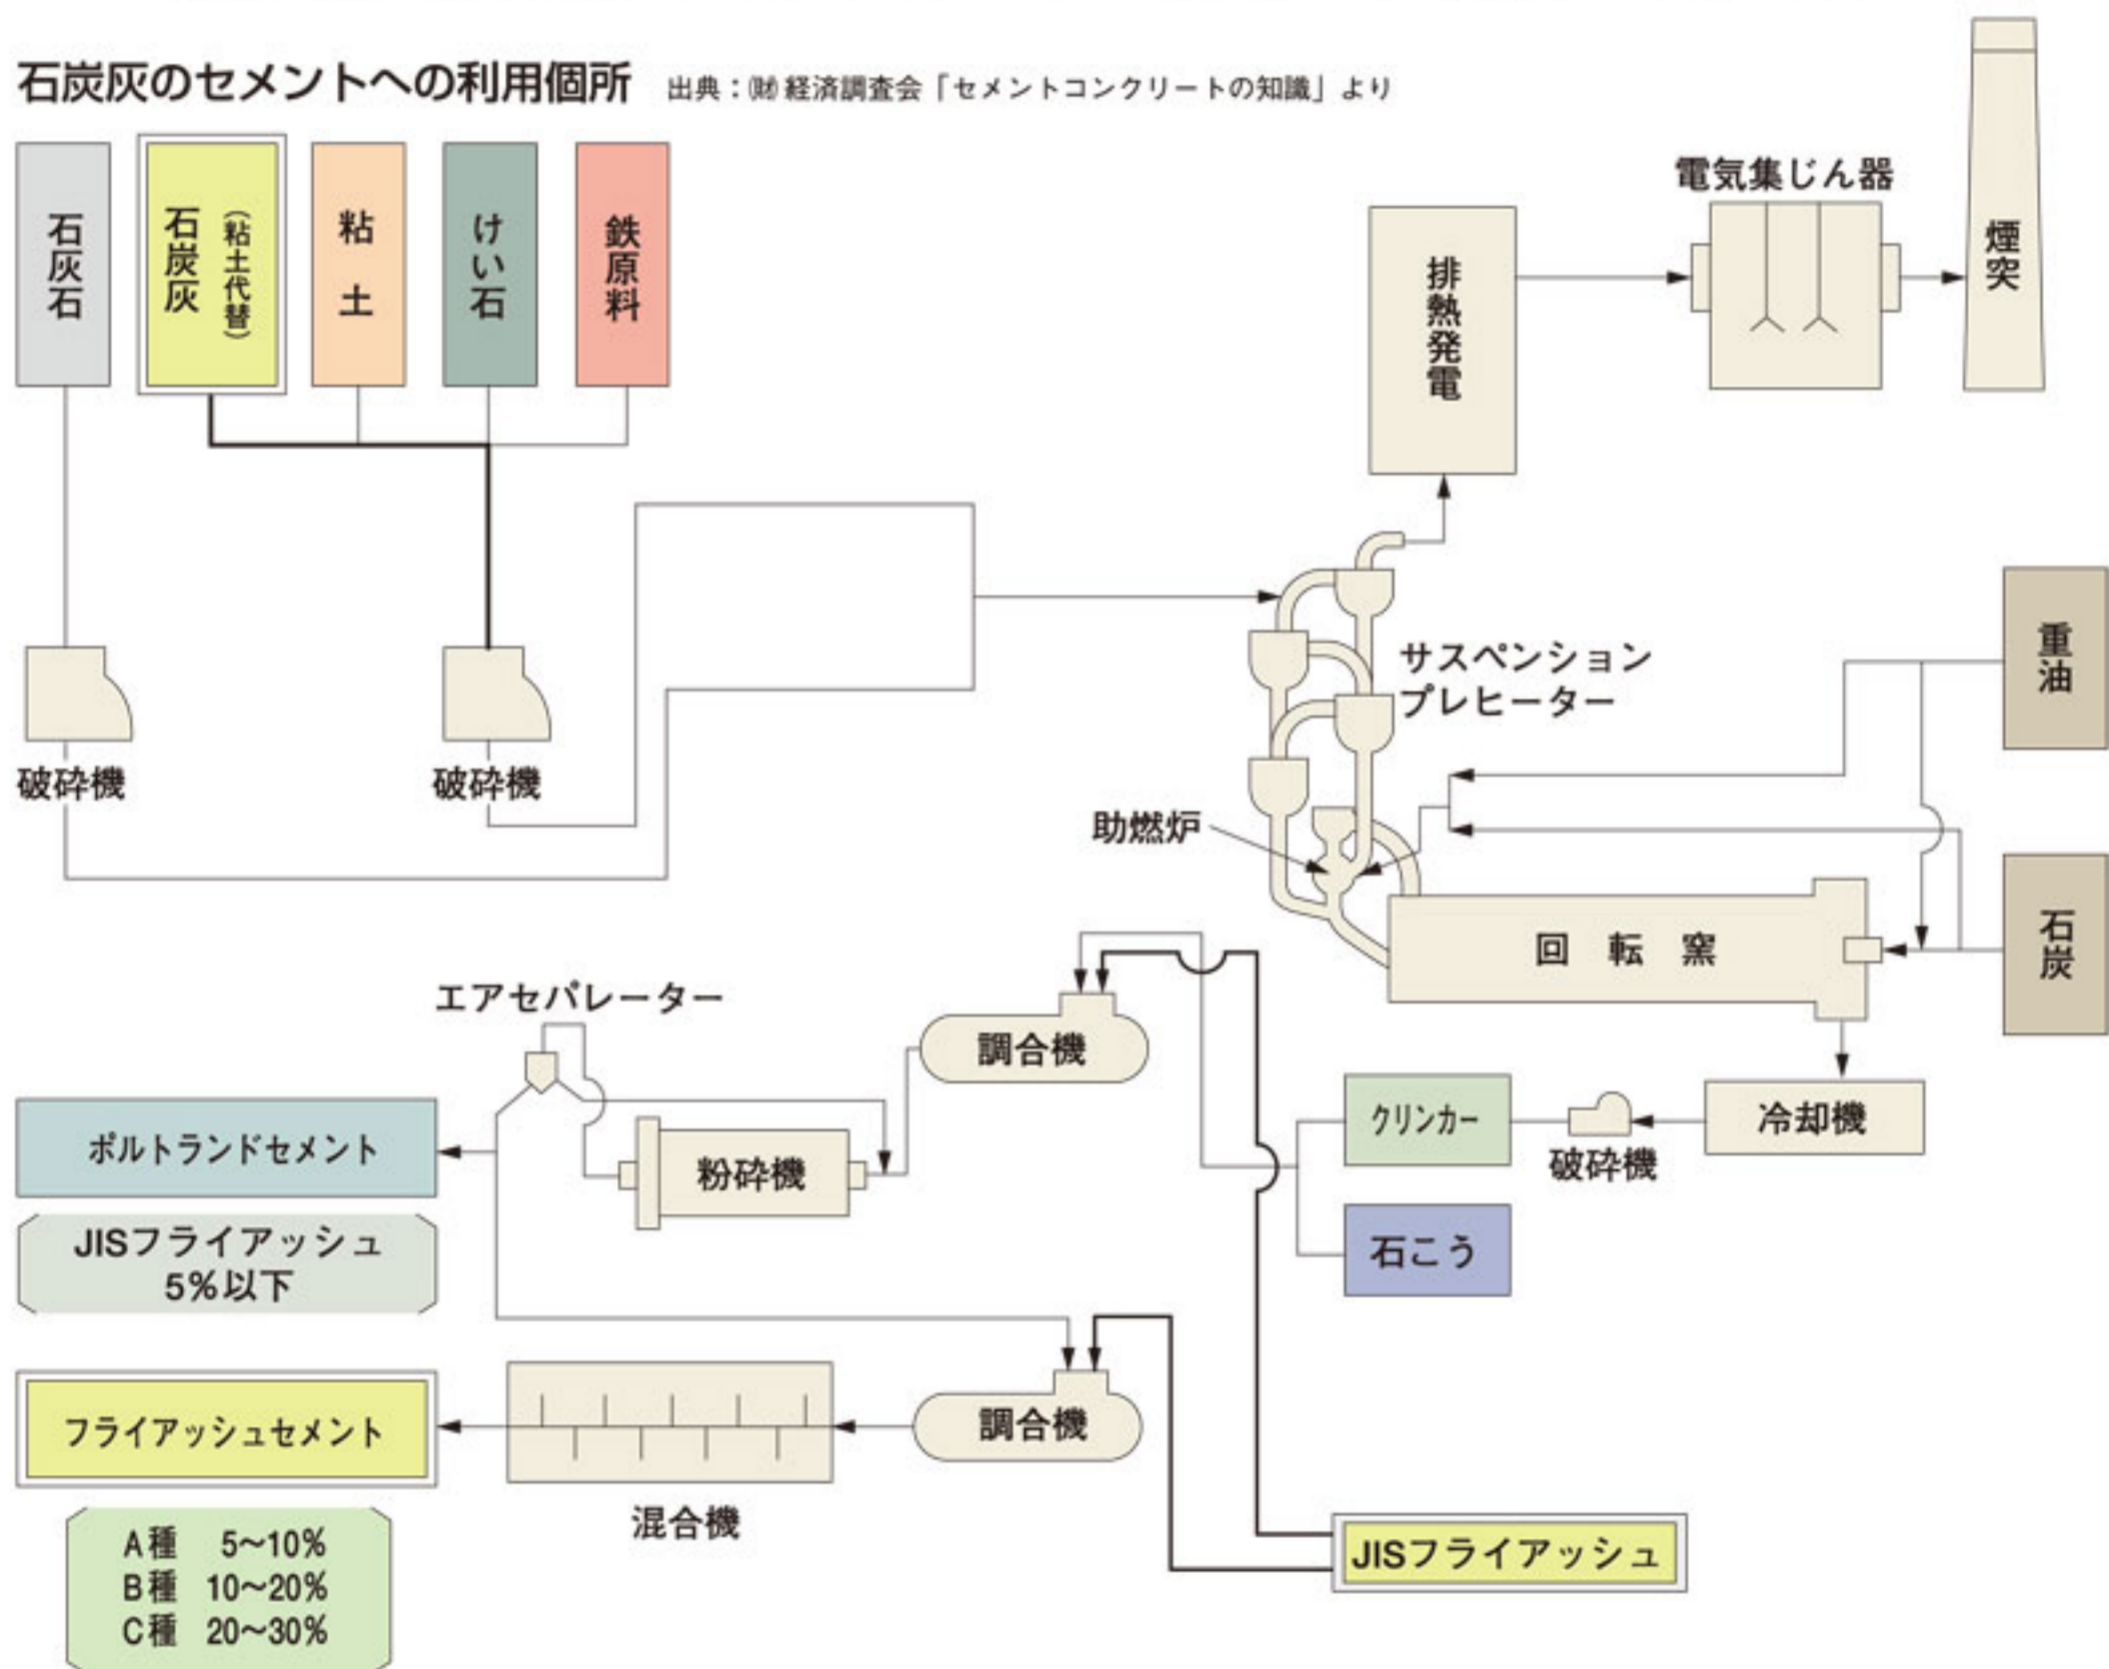 石炭灰のセメントへの利用個所 出典：㈶経済調査会「セメントコンクリートの知識」より
石灰石
石炭灰
（粘土代替）
粘土
けい石
鉄原料
破砕機
破砕機
排熱発電
電気集じん器
煙突
サスペンション
プレヒーター
助燃炉
重油
石炭
回転窯
冷却機
破砕機
クリンカー
石こう
調合機
エアセパレーター
粉砕機
ポルトランドセメント
JISフライアッシュ
5%以下
調合機
混合機
フライアッシュセメント
A種 5〜10%
B種 10〜20%
C種 20〜30%
JISフライアッシュ